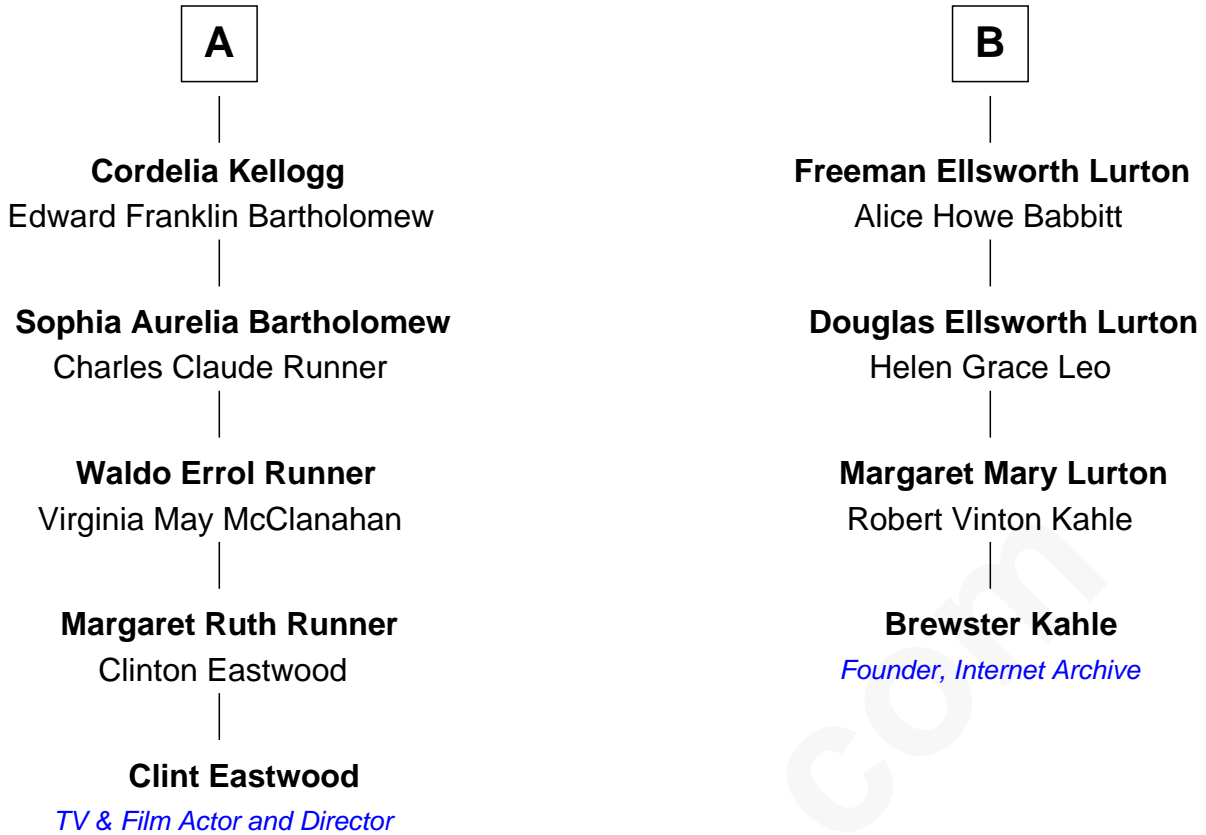 A
Cordelia Kellogg
Edward Franklin Bartholomew
Sophia Aurelia Bartholomew
Charles Claude Runner
Waldo Errol Runner
Virginia May McClanahan
Margaret Ruth Runner
Clinton Eastwood
Clint Eastwood
TV & Film Actor and Director
B
Freeman Ellsworth Lurton
Alice Howe Babbitt
Douglas Ellsworth Lurton
Helen Grace Leo
Margaret Mary Lurton
Robert Vinton Kahle
Brewster Kahle
Founder, Internet Archive
com